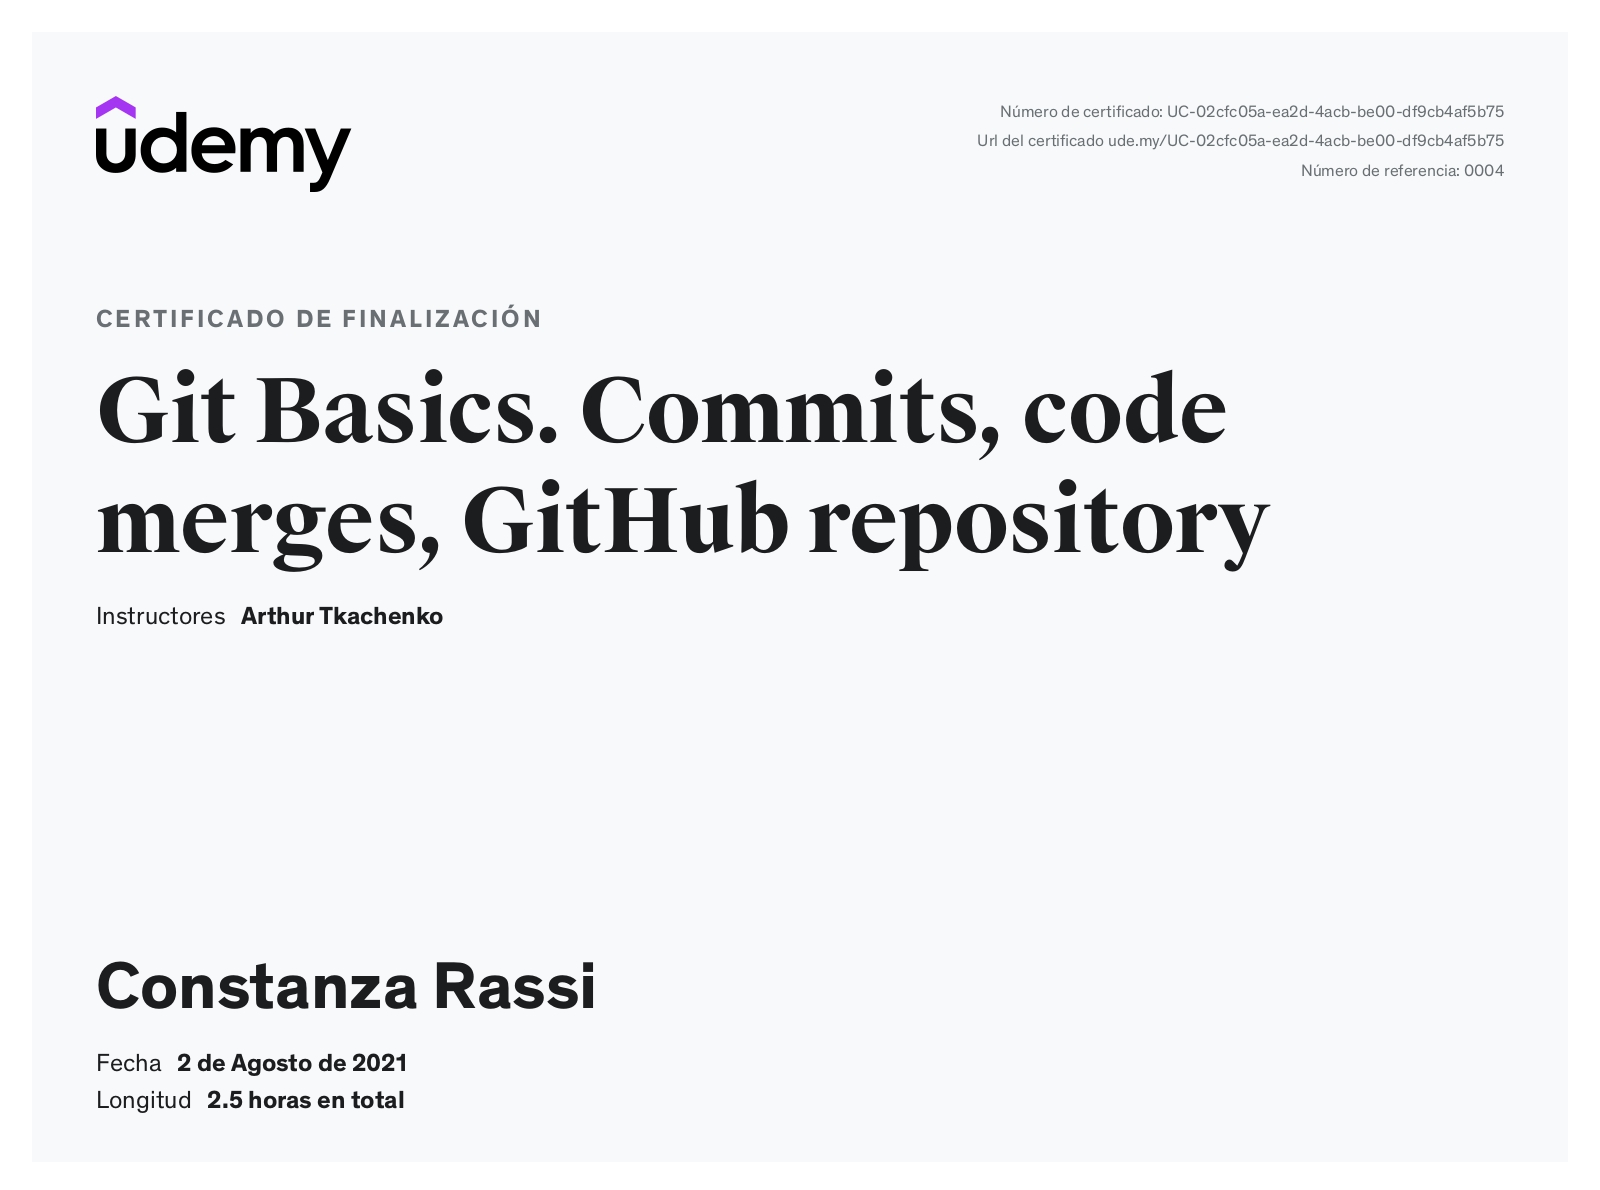 udemy
Número de certificado: UC-02cfc05a-ea2d-4acb-be00-df9cb4af5b75
Url del certificado ude.my/UC-02cfc05a-ea2d-4acb-be00-df9cb4af5b75
Número de referencia: 0004
CERTIFICADO DE FINALIZACIÓN
Git Basics. Commits, code
merges, GitHub repository
Instructores Arthur Tkachenko
Constanza Rassi
Fecha 2 de Agosto de 2021
Longitud 2.5 horas en total